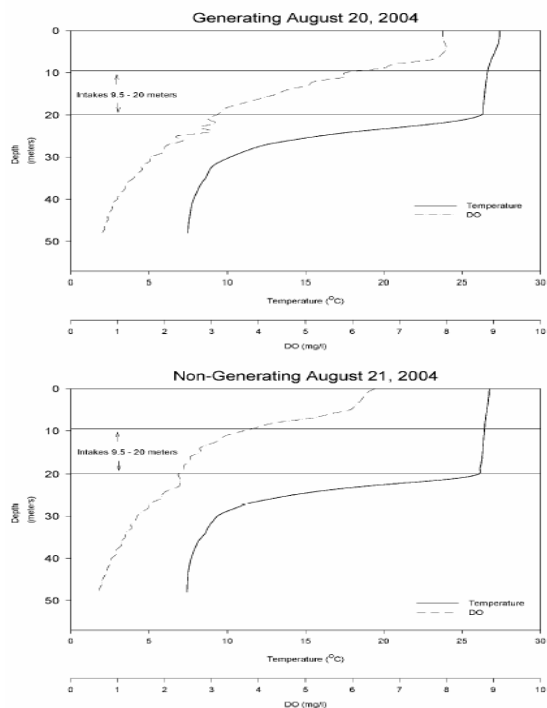 Generating August 20, 2004
0
10
20
30
40
50
Intakes 9.5 - 20 meters
Depth
(meters)
Temperature
DO
0 5 10 15 20 25 30
Temperature (°C)
0 1 2 3 4 5 6 7 8 9 10
DO (mg/l)
Non-Generating August 21, 2004
0
10
20
30
40
50
Intakes 9.5 - 20 meters
Depth
(meters)
Temperature
DO
0 5 10 15 20 25 30
Temperature (°C)
0 1 2 3 4 5 6 7 8 9 10
DO (mg/l)